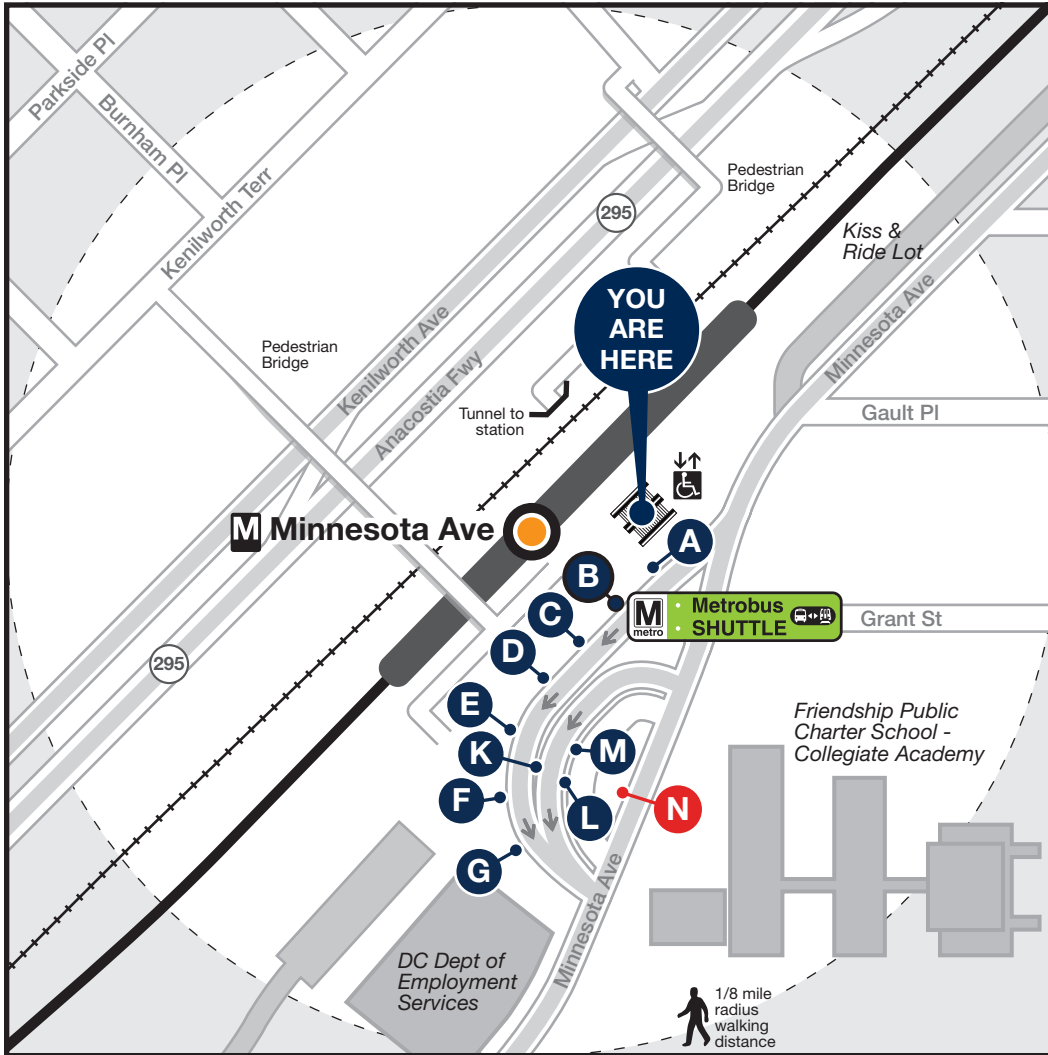 Parkside Pl
Burnham Pl
Kenilworth Terr
Pedestrian
Bridge
295
Kiss &
Ride Lot
YOU
ARE
HERE
Minnesota Ave
Pedestrian
Bridge
Kenilworth Ave
Anacostia Fwy
Tunnel to
station
Gault Pl
M Minnesota Ave
A
B
M
metro
Metrobus
SHUTTLE
Grant St
C
D
295
E
K
M
F
L
N
G
Friendship Public
Charter School -
Collegiate Academy
Minnesota Ave
DC Dept of
Employment
Services
1/8 mile
radius
walking
distance